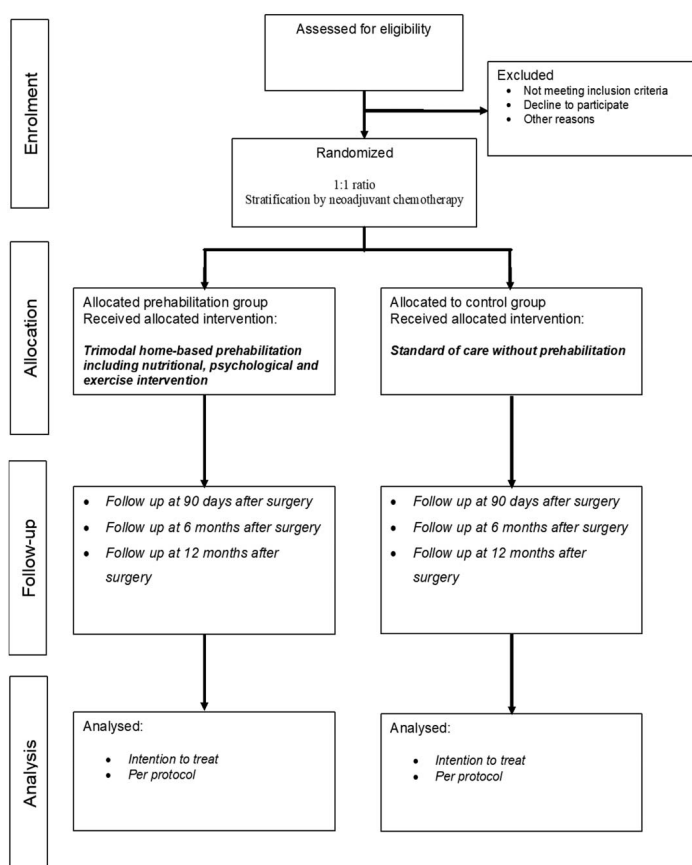 Enrolment
Assessed for eligibility
Excluded
• Not meeting inclusion criteria
• Decline to participate
• Other reasons
Randomized
1:1 ratio
Stratification by neoadjuvant chemotherapy
Allocation
Allocated prehabilitation group
Received allocated intervention:
Trimodal home-based prehabilitation
including nutritional, psychological and
exercise intervention
Allocated to control group
Received allocated intervention:
Standard of care without prehabilitation
Follow-up
• Follow up at 90 days after surgery
• Follow up at 6 months after surgery
• Follow up at 12 months after
surgery
• Follow up at 90 days after surgery
• Follow up at 6 months after surgery
• Follow up at 12 months after
surgery
Analysis
Analysed:
• Intention to treat
• Per protocol
Analysed:
• Intention to treat
• Per protocol